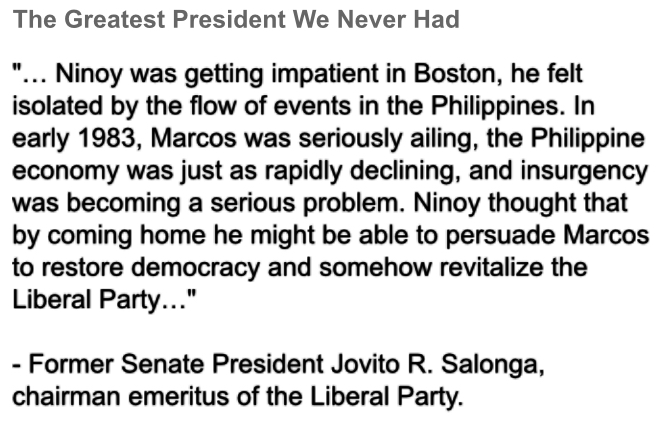 The Greatest President We Never Had
"… Ninoy was getting impatient in Boston, he felt
isolated by the flow of events in the Philippines. In
early 1983, Marcos was seriously ailing, the Philippine
economy was just as rapidly declining, and insurgency
was becoming a serious problem. Ninoy thought that
by coming home he might be able to persuade Marcos
to restore democracy and somehow revitalize the
Liberal Party…"
- Former Senate President Jovito R. Salonga,
chairman emeritus of the Liberal Party.